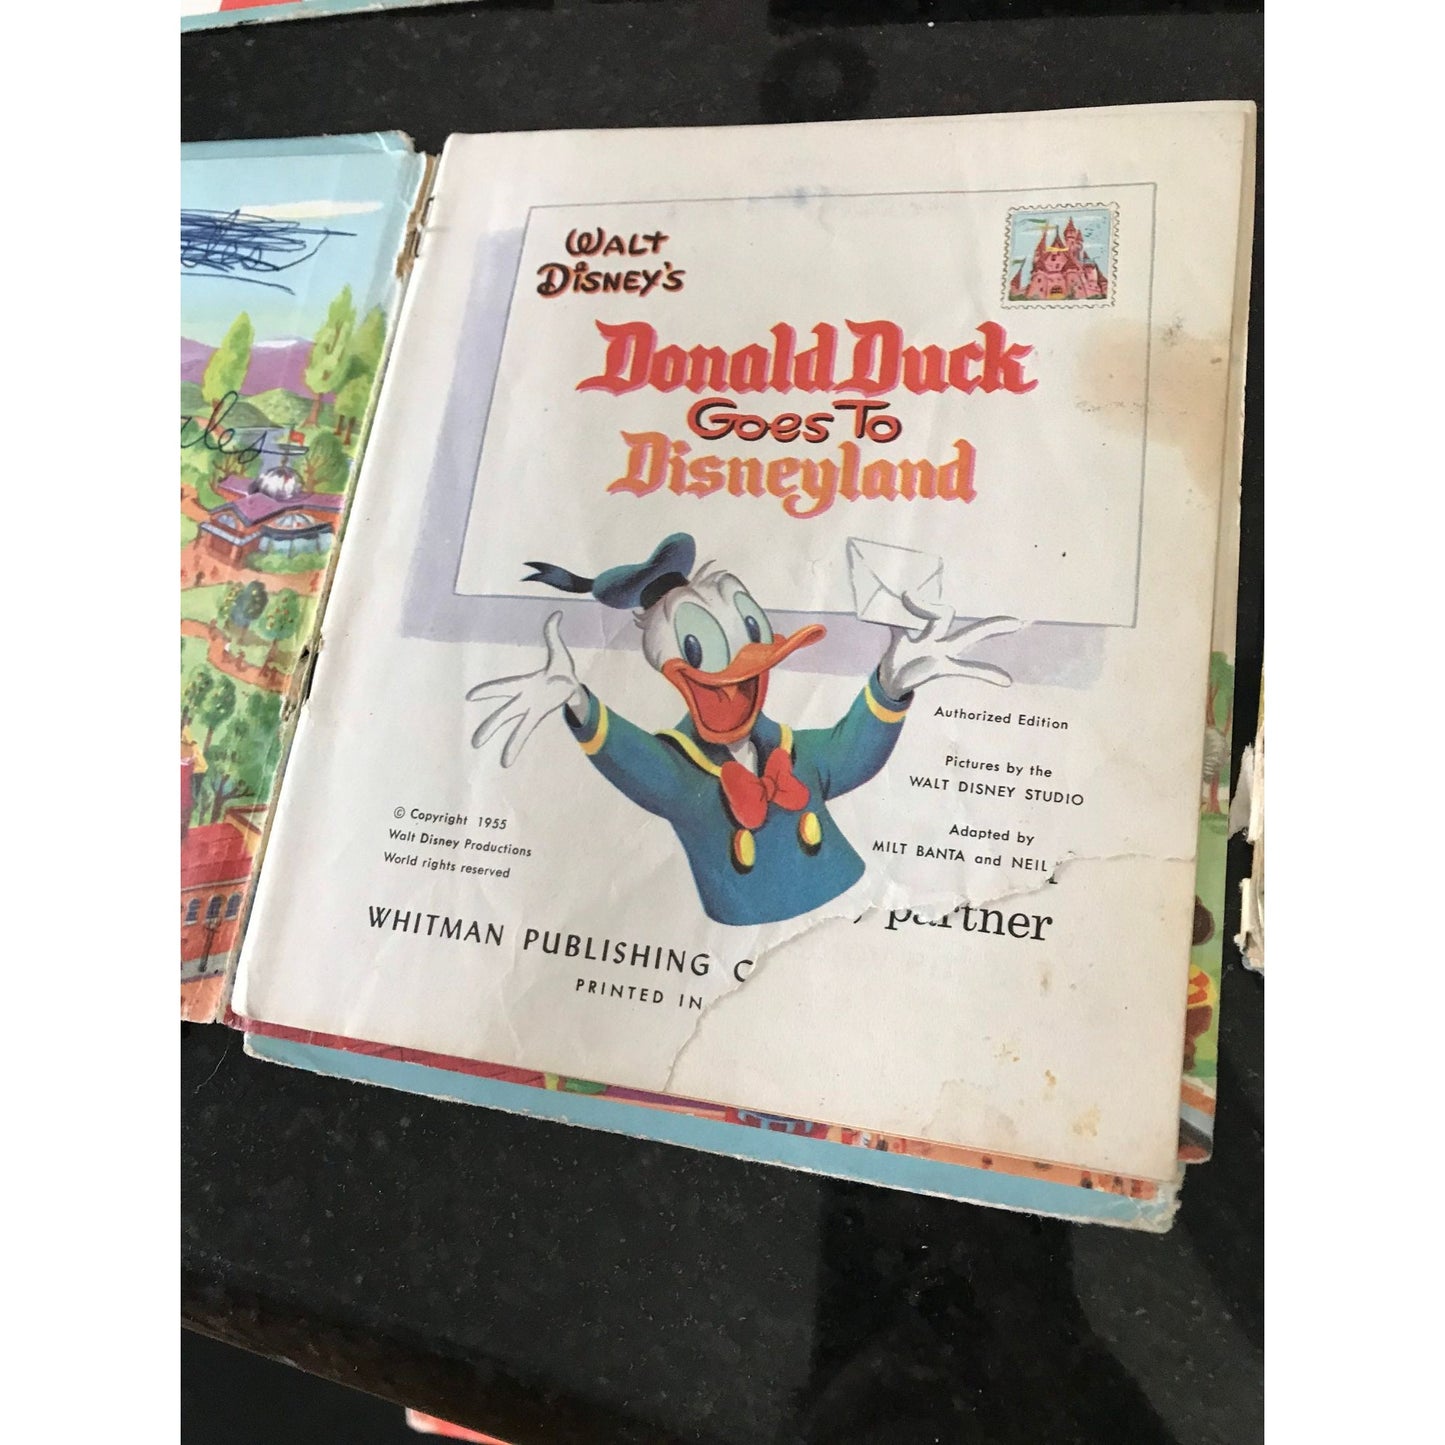 Walt
Disney's
Donald Duck
Goes To
Disneyland
Authorized Edition
Pictures by the
WALT DISNEY STUDIO
Adapted by
MILT BANTA and NEIL
© Copyright 1955
Walt Disney Productions
World rights reserved
partner
WHITMAN PUBLISHING C
PRINTED IN